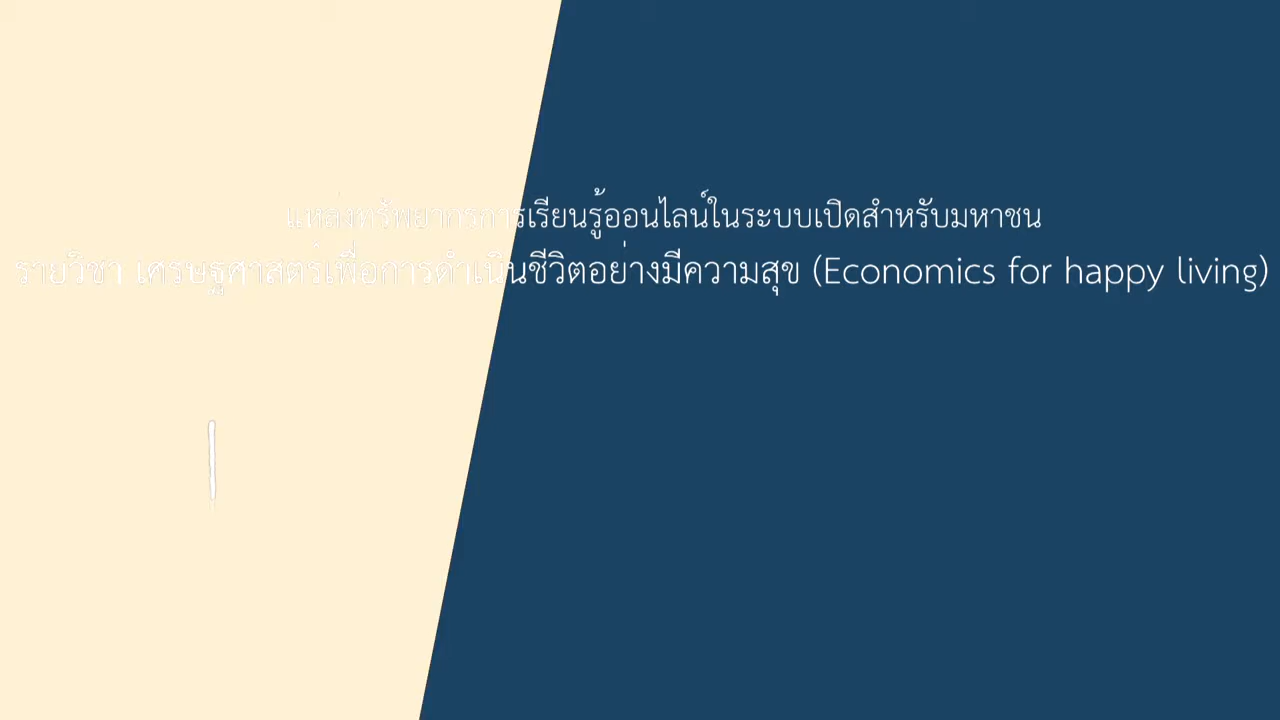 แหล่งทรัพยากรการเรียนรู้ออนไลน์ในระบบเปิดสำหรับมหาชน
รายวิชา เศรษฐศาสตร์เพื่อการดำเนินชีวิตอย่างมีความสุข (Economics for happy living)